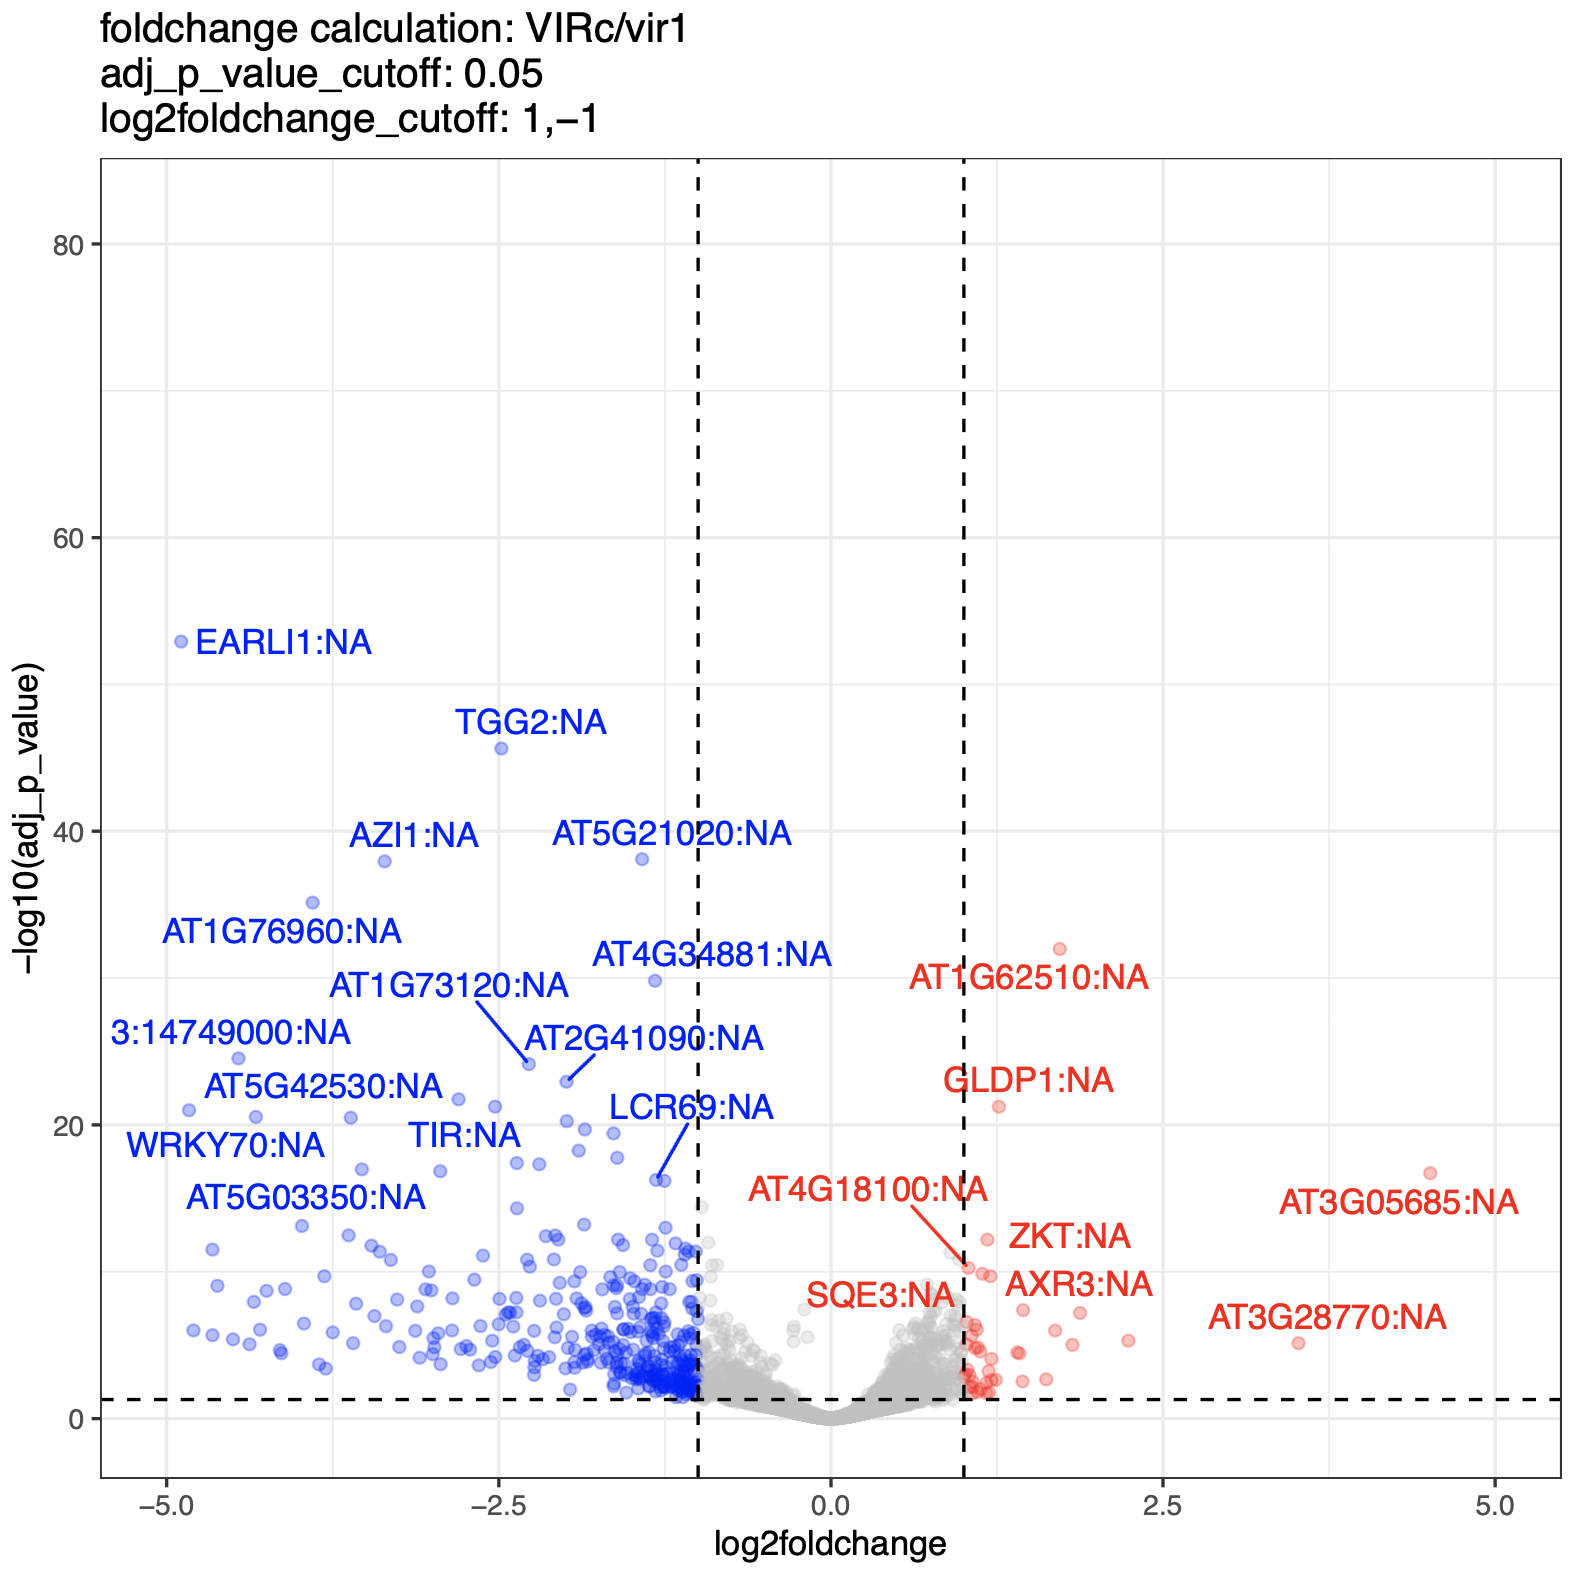 foldchange calculation: VIRc/vir1
adj_p_value_cutoff: 0.05
log2foldchange_cutoff: 1,−1
80
60
40
20
0
−log10(adj_p_value)
EARLI1:NA
TGG2:NA
AZI1:NA
AT5G21020:NA
AT1G76960:NA
AT4G34881:NA
AT1G62510:NA
AT1G73120:NA
3:14749000:NA
AT2G41090:NA
AT5G42530:NA
GLDP1:NA
LCR69:NA
WRKY70:NA
TIR:NA
AT5G03350:NA
AT4G18100:NA
AT3G05685:NA
ZKT:NA
SQE3:NA
AXR3:NA
AT3G28770:NA
−5.0
−2.5
0.0
2.5
5.0
log2foldchange